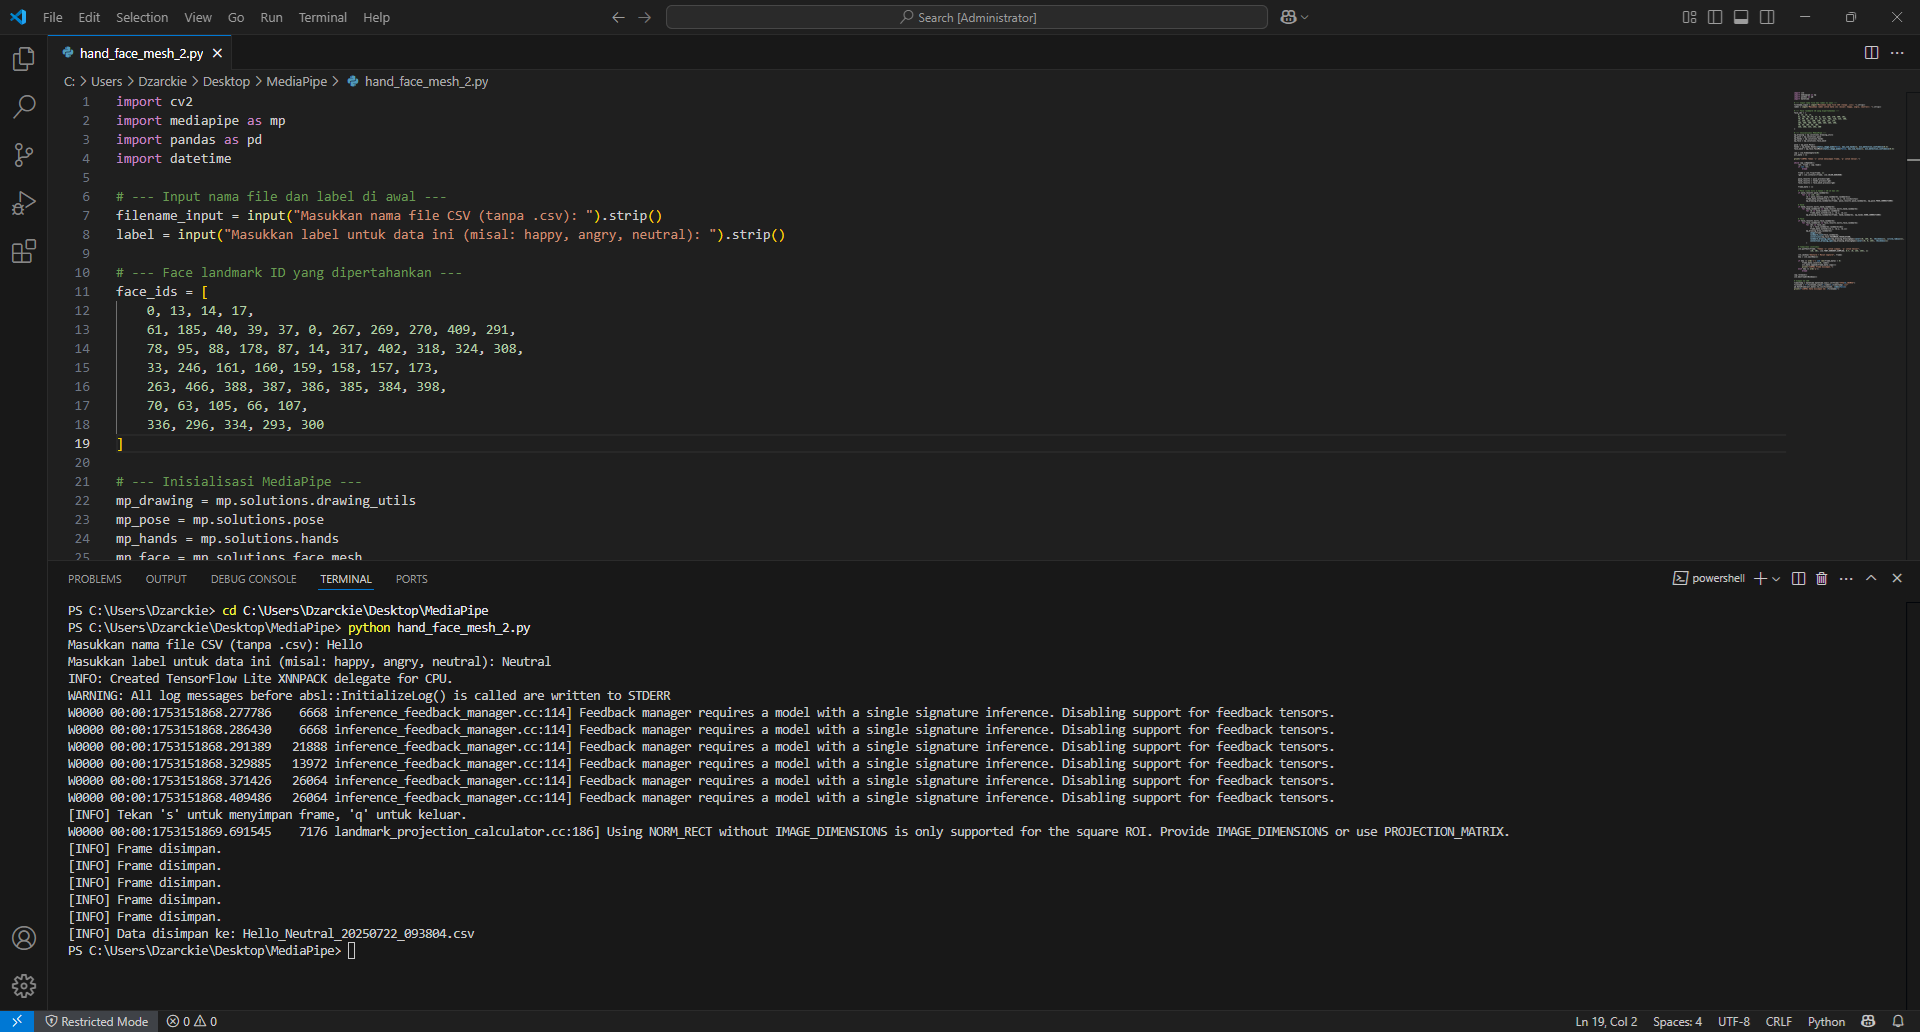 File Edit Selection View Go Run Terminal Help
Search [Administrator]
hand_face_mesh_2.py
C: > Users > Dzarckie > Desktop > MediaPipe > hand_face_mesh_2.py
1 import cv2
2 import mediapipe as mp
3 import pandas as pd
4 import datetime
5
6 # --- Input nama file dan label di awal ---
7 filename_input = input("Masukkan nama file CSV (tanpa .csv): ").strip()
8 label = input("Masukkan label untuk data ini (misal: happy, angry, neutral): ").strip()
9
10 # --- Face landmark ID yang dipertahankan ---
11 face_ids = [
12 0, 13, 14, 17,
13 61, 185, 40, 39, 37, 0, 267, 269, 270, 409, 291,
14 78, 95, 88, 178, 87, 14, 317, 402, 318, 324, 308,
15 33, 246, 161, 160, 159, 158, 157, 173,
16 263, 466, 388, 387, 386, 385, 384, 398,
17 70, 63, 105, 66, 107,
18 336, 296, 334, 293, 300
19 ]
20
21 # --- Inisialisasi MediaPipe ---
22 mp_drawing = mp.solutions.drawing_utils
23 mp_pose = mp.solutions.pose
24 mp_hands = mp.solutions.hands
25 mp_face = mp.solutions.face_mesh
PROBLEMS OUTPUT DEBUG CONSOLE TERMINAL PORTS
powershell
PS C:\Users\Dzarckie> cd C:\Users\Dzarckie\Desktop\MediaPipe
PS C:\Users\Dzarckie\Desktop\MediaPipe> python hand_face_mesh_2.py
Masukkan nama file CSV (tanpa .csv): Hello
Masukkan label untuk data ini (misal: happy, angry, neutral): Neutral
INFO: Created TensorFlow Lite XNNPACK delegate for CPU.
WARNING: All log messages before absl::InitializeLog() is called are written to STDERR
W0000 00:00:1753151868.277786 6668 inference_feedback_manager.cc:114] Feedback manager requires a model with a single signature inference. Disabling support for feedback tensors.
W0000 00:00:1753151868.286430 6668 inference_feedback_manager.cc:114] Feedback manager requires a model with a single signature inference. Disabling support for feedback tensors.
W0000 00:00:1753151868.291389 21888 inference_feedback_manager.cc:114] Feedback manager requires a model with a single signature inference. Disabling support for feedback tensors.
W0000 00:00:1753151868.329885 13972 inference_feedback_manager.cc:114] Feedback manager requires a model with a single signature inference. Disabling support for feedback tensors.
W0000 00:00:1753151868.371426 26064 inference_feedback_manager.cc:114] Feedback manager requires a model with a single signature inference. Disabling support for feedback tensors.
W0000 00:00:1753151868.409486 26064 inference_feedback_manager.cc:114] Feedback manager requires a model with a single signature inference. Disabling support for feedback tensors.
[INFO] Tekan 's' untuk menyimpan frame, 'q' untuk keluar.
W0000 00:00:1753151869.691545 7176 landmark_projection_calculator.cc:186] Using NORM_RECT without IMAGE_DIMENSIONS is only supported for the square ROI. Provide IMAGE_DIMENSIONS or use PROJECTION_MATRIX.
[INFO] Frame disimpan.
[INFO] Frame disimpan.
[INFO] Frame disimpan.
[INFO] Frame disimpan.
[INFO] Frame disimpan.
[INFO] Data disimpan ke: Hello_Neutral_20250722_093804.csv
PS C:\Users\Dzarckie\Desktop\MediaPipe>
Restricted Mode 0 0 Ln 19, Col 2 Spaces: 4 UTF-8 CRLF Python